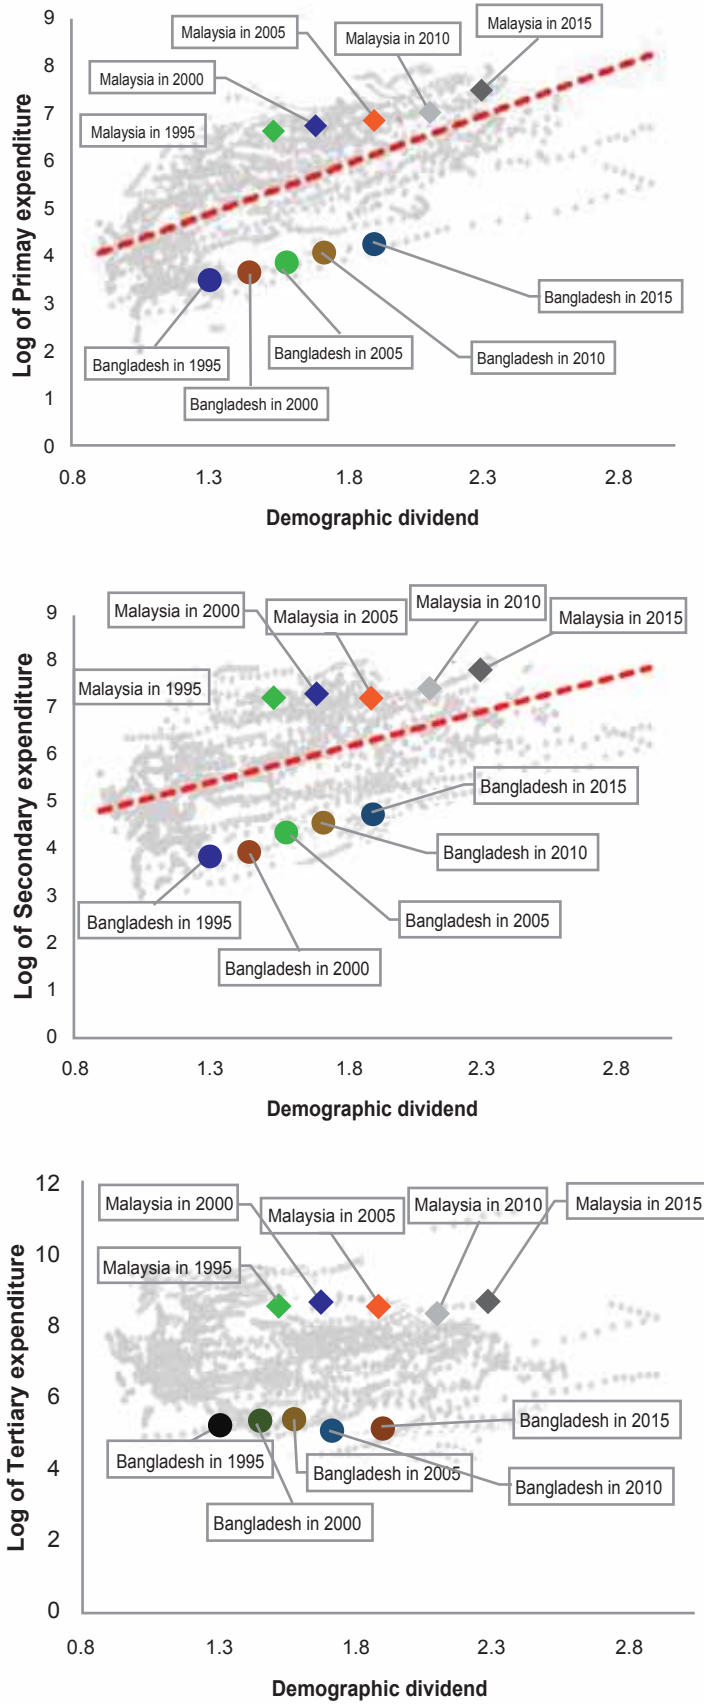 9
Malaysia in 2005
Malaysia in 2010
Malaysia in 2015
8
Malaysia in 2000
7
Malaysia in 1995
6
5
4
3
2
1
0
Log of Primay expenditure
Bangladesh in 2015
Bangladesh in 2005
Bangladesh in 2010
Bangladesh in 1995
Bangladesh in 2000
0.8
1.3
1.8
2.3
2.8
Demographic dividend
9
Malaysia in 2000
Malaysia in 2005
Malaysia in 2010
Malaysia in 2015
8
Malaysia in 1995
7
6
5
4
3
2
1
0
Log of Secondary expenditure
Bangladesh in 2015
Bangladesh in 2010
Bangladesh in 1995
Bangladesh in 2005
Bangladesh in 2000
0.8
1.3
1.8
2.3
2.8
Demographic dividend
12
Malaysia in 2000
Malaysia in 2005
Malaysia in 2010
Malaysia in 2015
10
Malaysia in 1995
8
6
4
2
0
Log of Tertiary expenditure
Bangladesh in 2015
Bangladesh in 1995
Bangladesh in 2005
Bangladesh in 2010
Bangladesh in 2000
0.8
1.3
1.8
2.3
2.8
Demographic dividend